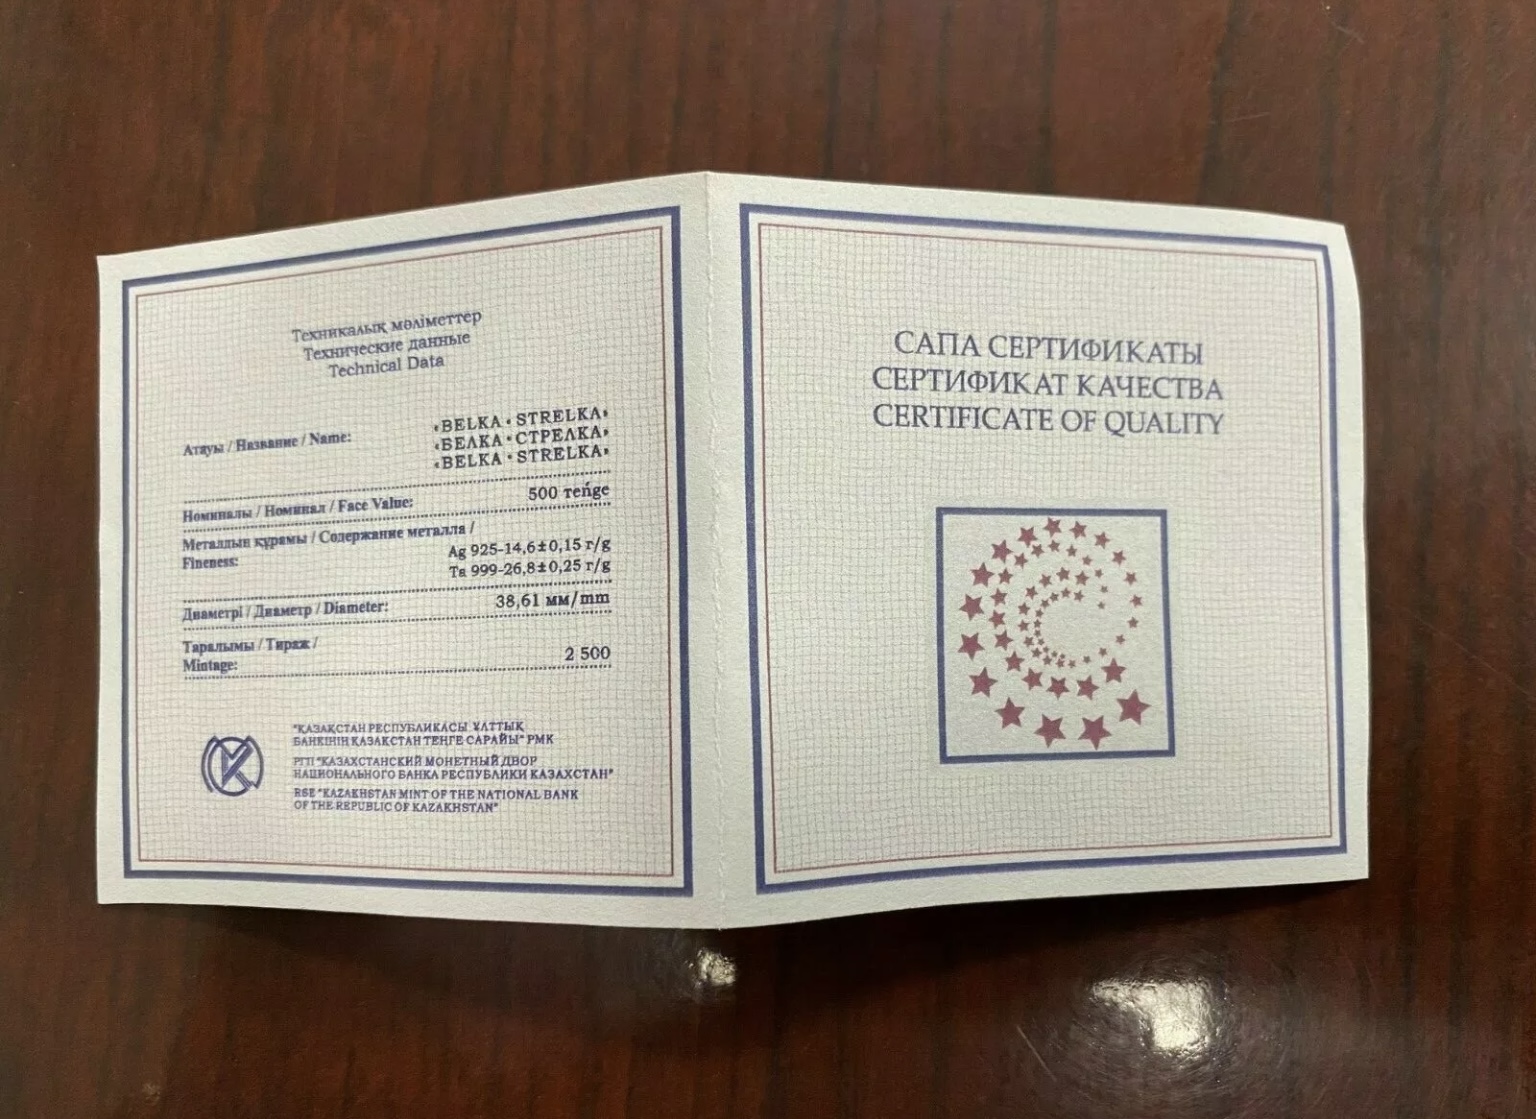 Техникалық мәліметтер
Технические данные
Technical Data
Атауы / Название / Name:
«BELKA • STRELKA»
«БЕЛКА • СТРЕЛКА»
«BELKA • STRELKA»
Номиналы / Номинал / Face Value:
500 teńge
Металдың құрамы / Содержание металла /
Fineness:
Ag 925-14,6±0,15 г/g
Ta 999-26,8±0,25 г/g
Диаметрі / Диаметр / Diameter:
38,61 мм/mm
Таралымы / Тираж /
Mintage:
2 500
"ҚАЗАҚСТАН РЕСПУБЛИКАСЫ ҰЛТТЫҚ
БАНКІНІҢ ҚАЗАҚСТАН ТЕҢГЕ САРАЙЫ" РМК
РГП "КАЗАХСТАНСКИЙ МОНЕТНЫЙ ДВОР
НАЦИОНАЛЬНОГО БАНКА РЕСПУБЛИКИ КАЗАХСТАН"
RSE "KAZAKHSTAN MINT OF THE NATIONAL BANK
OF THE REPUBLIC OF KAZAKHSTAN"
САПА СЕРТИФИКАТЫ
СЕРТИФИКАТ КАЧЕСТВА
CERTIFICATE OF QUALITY